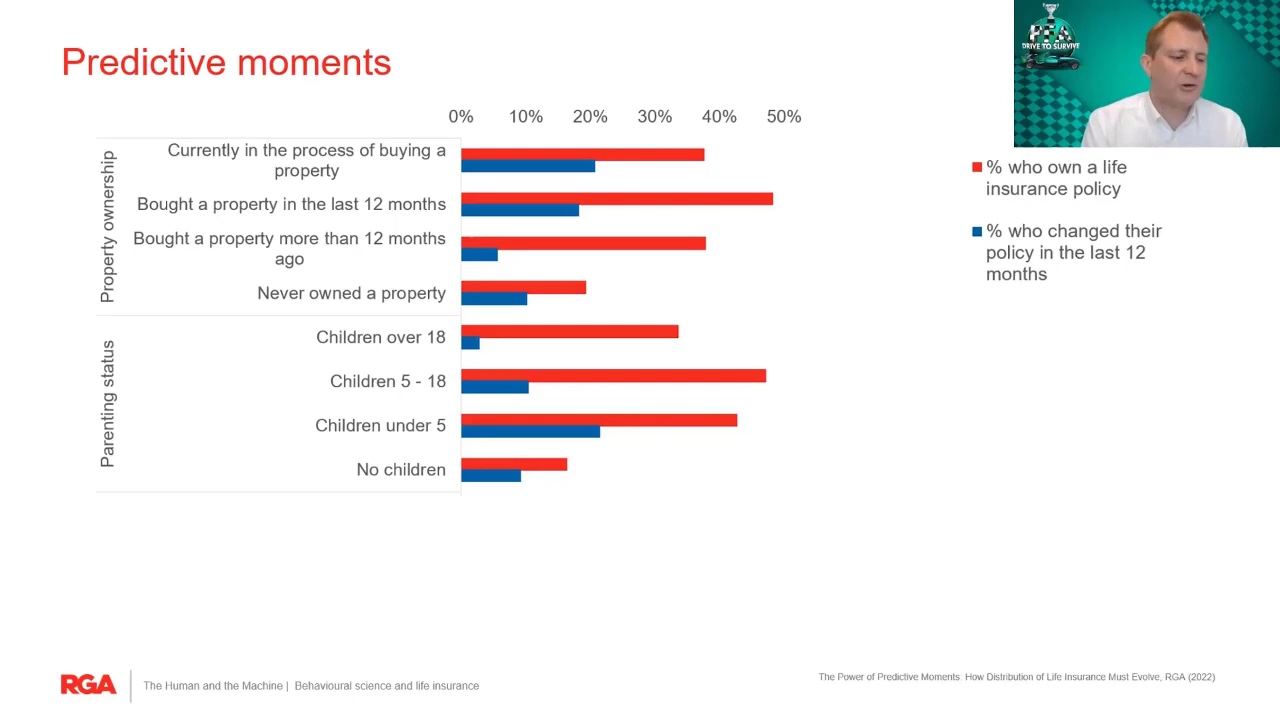 Predictive moments
PFA
DRIVE TO SURVIVE
0% 10% 20% 30% 40% 50%
Property ownership
Currently in the process of buying a
property
Bought a property in the last 12 months
Bought a property more than 12 months
ago
Never owned a property
Parenting status
Children over 18
Children 5 - 18
Children under 5
No children
% who own a life
insurance policy
% who changed their
policy in the last 12
months
RGA
The Human and the Machine | Behavioural science and life insurance
The Power of Predictive Moments: How Distribution of Life Insurance Must Evolve, RGA (2022)